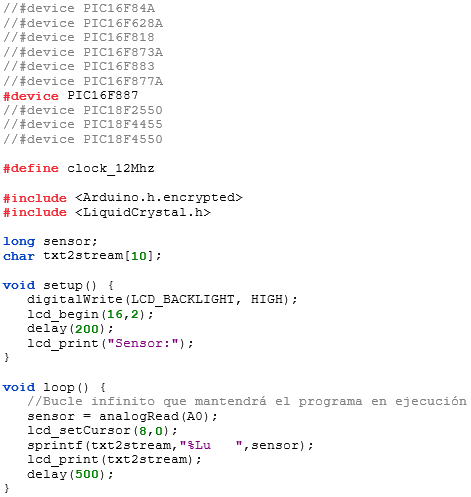 //#device PIC16F84A
//#device PIC16F628A
//#device PIC16F818
//#device PIC16F873A
//#device PIC16F883
//#device PIC16F877A
#device PIC16F887
//#device PIC18F2550
//#device PIC18F4455
//#device PIC18F4550
#define clock_12Mhz
#include <Arduino.h.encrypted>
#include <LiquidCrystal.h>
long sensor;
char txt2stream[10];
void setup() {
digitalWrite(LCD_BACKLIGHT, HIGH);
lcd_begin(16,2);
delay(200);
lcd_print("Sensor:");
}
void loop() {
//Bucle infinito que mantendrá el programa en ejecución
sensor = analogRead(A0);
lcd_setCursor(8,0);
sprintf(txt2stream,"%Lu   ",sensor);
lcd_print(txt2stream);
delay(500);
}